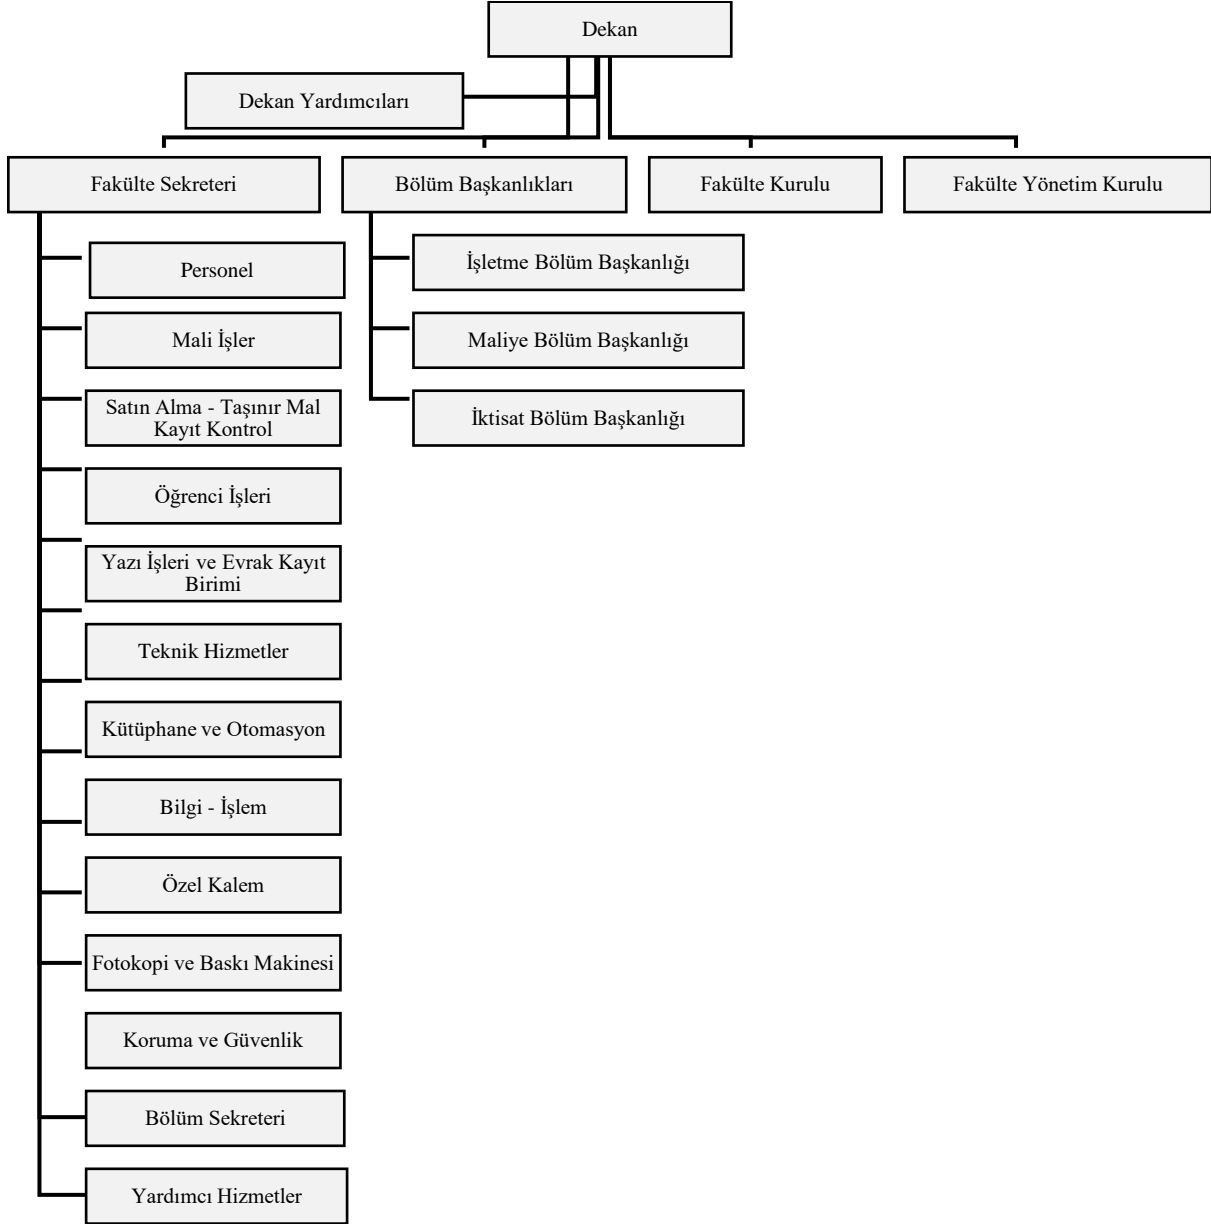 Dekan
Dekan Yardımcıları
Fakülte Sekreteri
Bölüm Başkanlıkları
Fakülte Kurulu
Fakülte Yönetim Kurulu
Personel
Mali İşler
Satın Alma - Taşınır Mal
Kayıt Kontrol
Öğrenci İşleri
Yazı İşleri ve Evrak Kayıt
Birimi
Teknik Hizmetler
Kütüphane ve Otomasyon
Bilgi - İşlem
Özel Kalem
Fotokopi ve Baskı Makinesi
Koruma ve Güvenlik
Bölüm Sekreteri
Yardımcı Hizmetler
İşletme Bölüm Başkanlığı
Maliye Bölüm Başkanlığı
İktisat Bölüm Başkanlığı